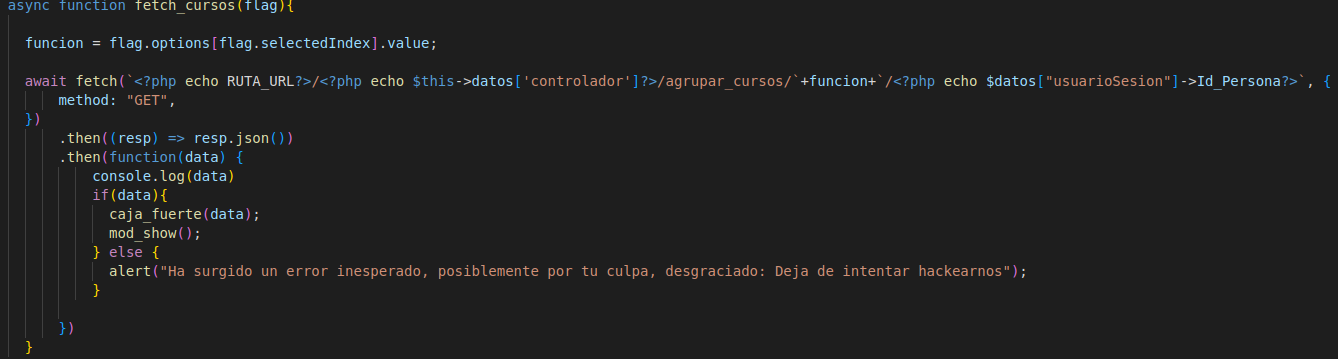 async function fetch_cursos(flag){
funcion = flag.options[flag.selectedIndex].value;
await fetch(`<?php echo RUTA_URL?>/<?php echo $this->datos['controlador']?>/agrupar_cursos/`+funcion+`/<?php echo $datos["usuarioSesion"]->Id_Persona?>`, {
method: "GET",
})
.then((resp) => resp.json())
.then(function(data) {
console.log(data)
if(data){
caja_fuerte(data);
mod_show();
} else {
alert("Ha surgido un error inesperado, posiblemente por tu culpa, desgraciado: Deja de intentar hackearnos");
}
})
}